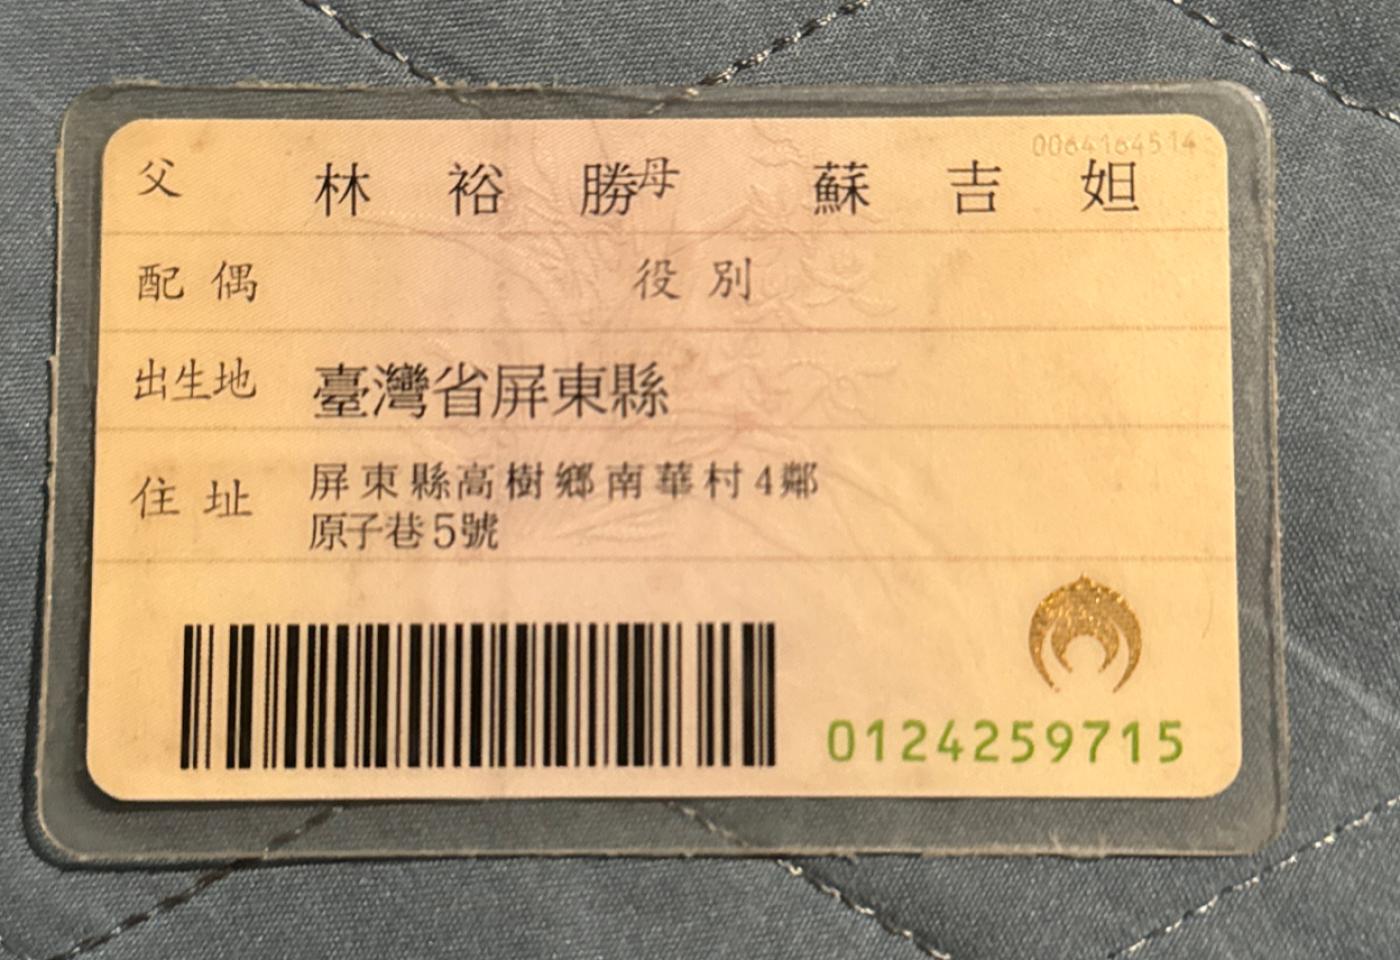 0064164514
父 林裕勝 母 蘇吉妲
配偶 役別
出生地 臺灣省屏東縣
住址 屏東縣高樹鄉南華村4鄰
原子巷5號
0124259715